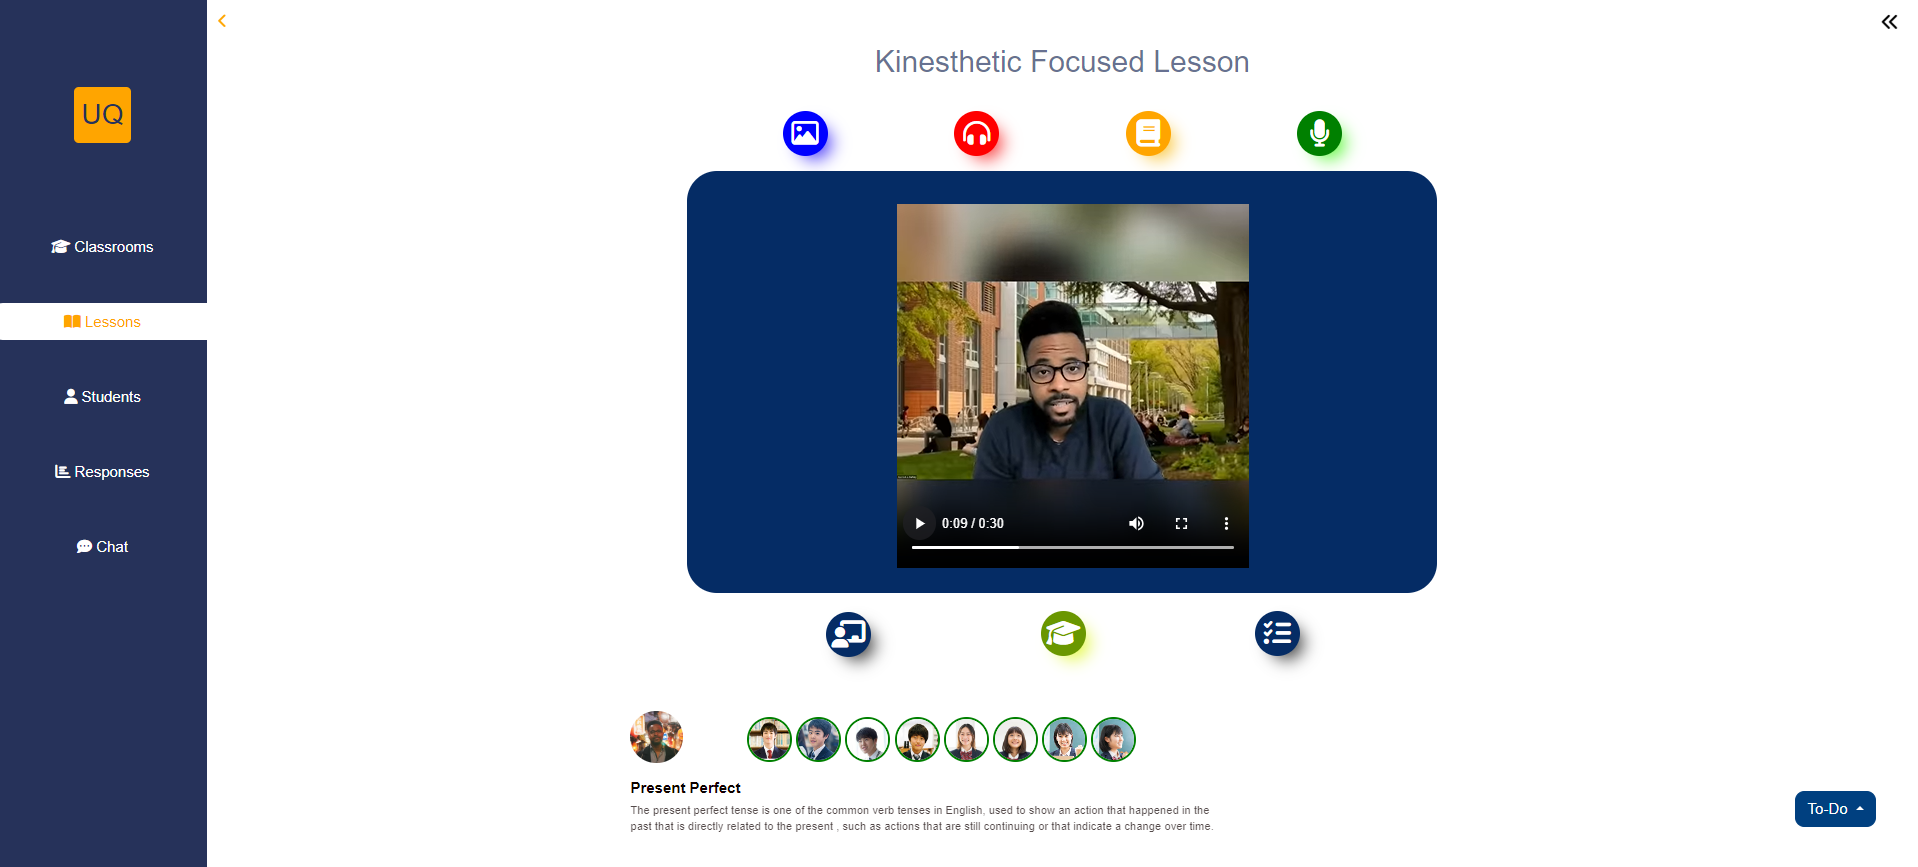 Kinesthetic Focused Lesson
UQ
Classrooms
Lessons
Students
Responses
Chat
0:09 / 0:30
Present Perfect
The present perfect tense is one of the common verb tenses in English, used to show an action that happened in the
past that is directly related to the present , such as actions that are still continuing or that indicate a change over time.
To-Do